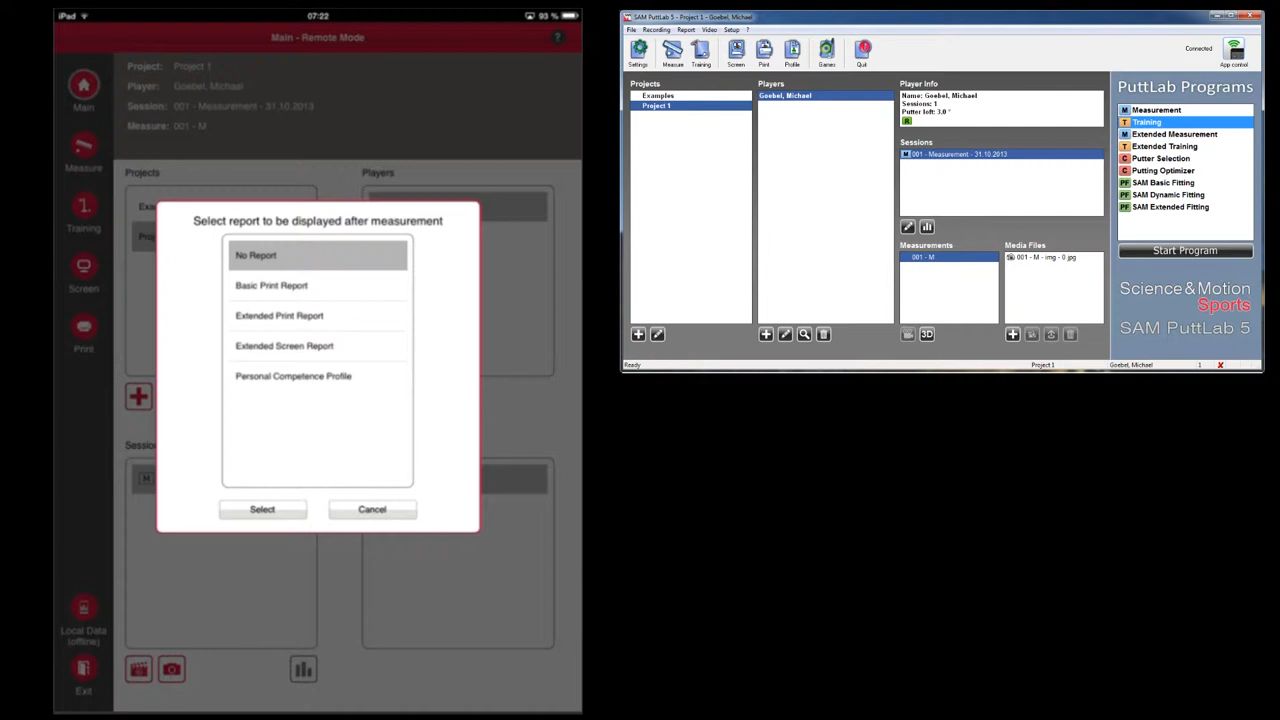 iPad
07:22
93 %
Main - Remote Mode
?
Project: Project 1
Player: Goebel, Michael
Session: 001 - Measurement - 31.10.2013
Measure: 001 - M
Main
Measure
Training
Screen
Print
Projects
Players
Select report to be displayed after measurement
No Report
Basic Print Report
Extended Print Report
Extended Screen Report
Personal Competence Profile
Select
Cancel
M
Local Data
(offline)
Exit
SAM PuttLab 5 - Project 1 - Goebel, Michael
File Recording Report Video Setup ?
Settings
Measure
Training
Screen
Print
Profile
Games
Quit
Connected
App control
Projects
Examples
Project 1
Players
Goebel, Michael
Player Info
Name: Goebel, Michael
Sessions: 1
Putter loft: 3.0 °
R
Sessions
M 001 - Measurement - 31.10.2013
Measurements
001 - M
3D
Media Files
001 - M - img - 0.jpg
PuttLab Programs
M Measurement
T Training
M Extended Measurement
T Extended Training
C Putter Selection
C Putting Optimizer
PF SAM Basic Fitting
PF SAM Dynamic Fitting
PF SAM Extended Fitting
Start Program
Science&Motion
Sports
SAM PuttLab 5
Ready
Project 1
Goebel, Michael
1